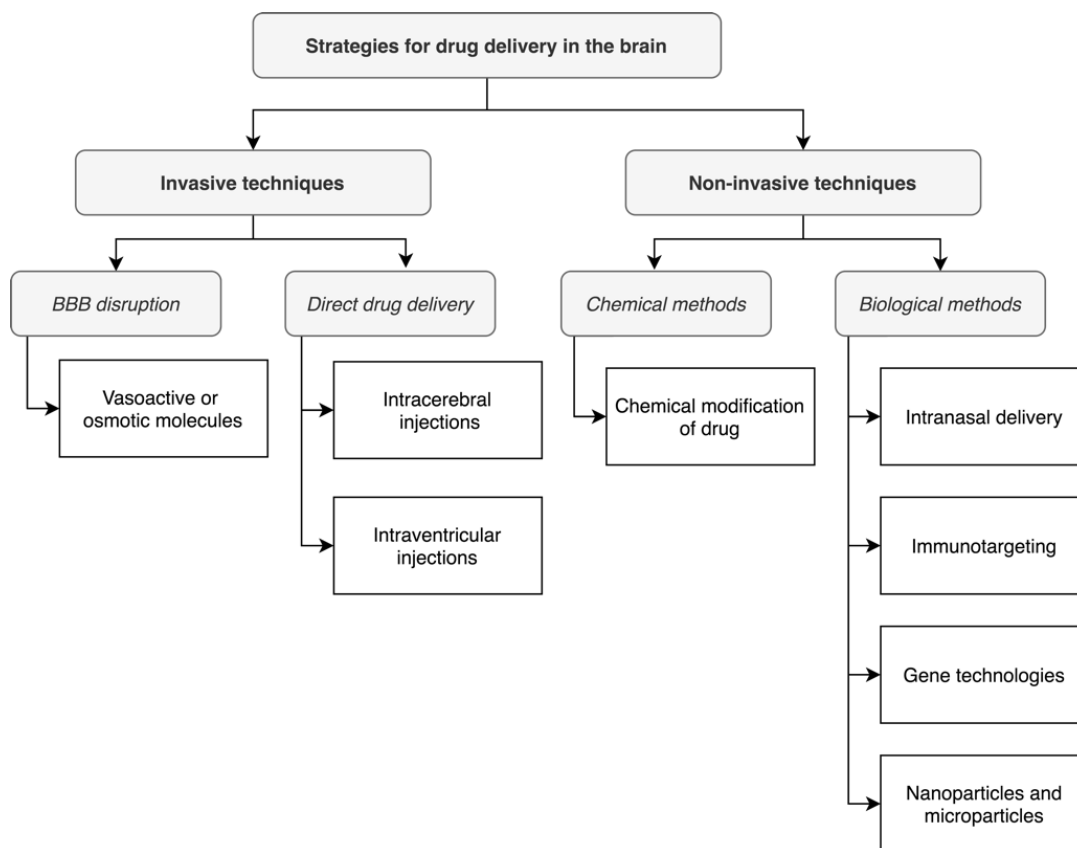 Strategies for drug delivery in the brain
Invasive techniques
Non-invasive techniques
BBB disruption
Direct drug delivery
Chemical methods
Biological methods
Vasoactive or
osmotic molecules
Intracerebral
injections
Intraventricular
injections
Chemical modification
of drug
Intranasal delivery
Immunotargeting
Gene technologies
Nanoparticles and
microparticles